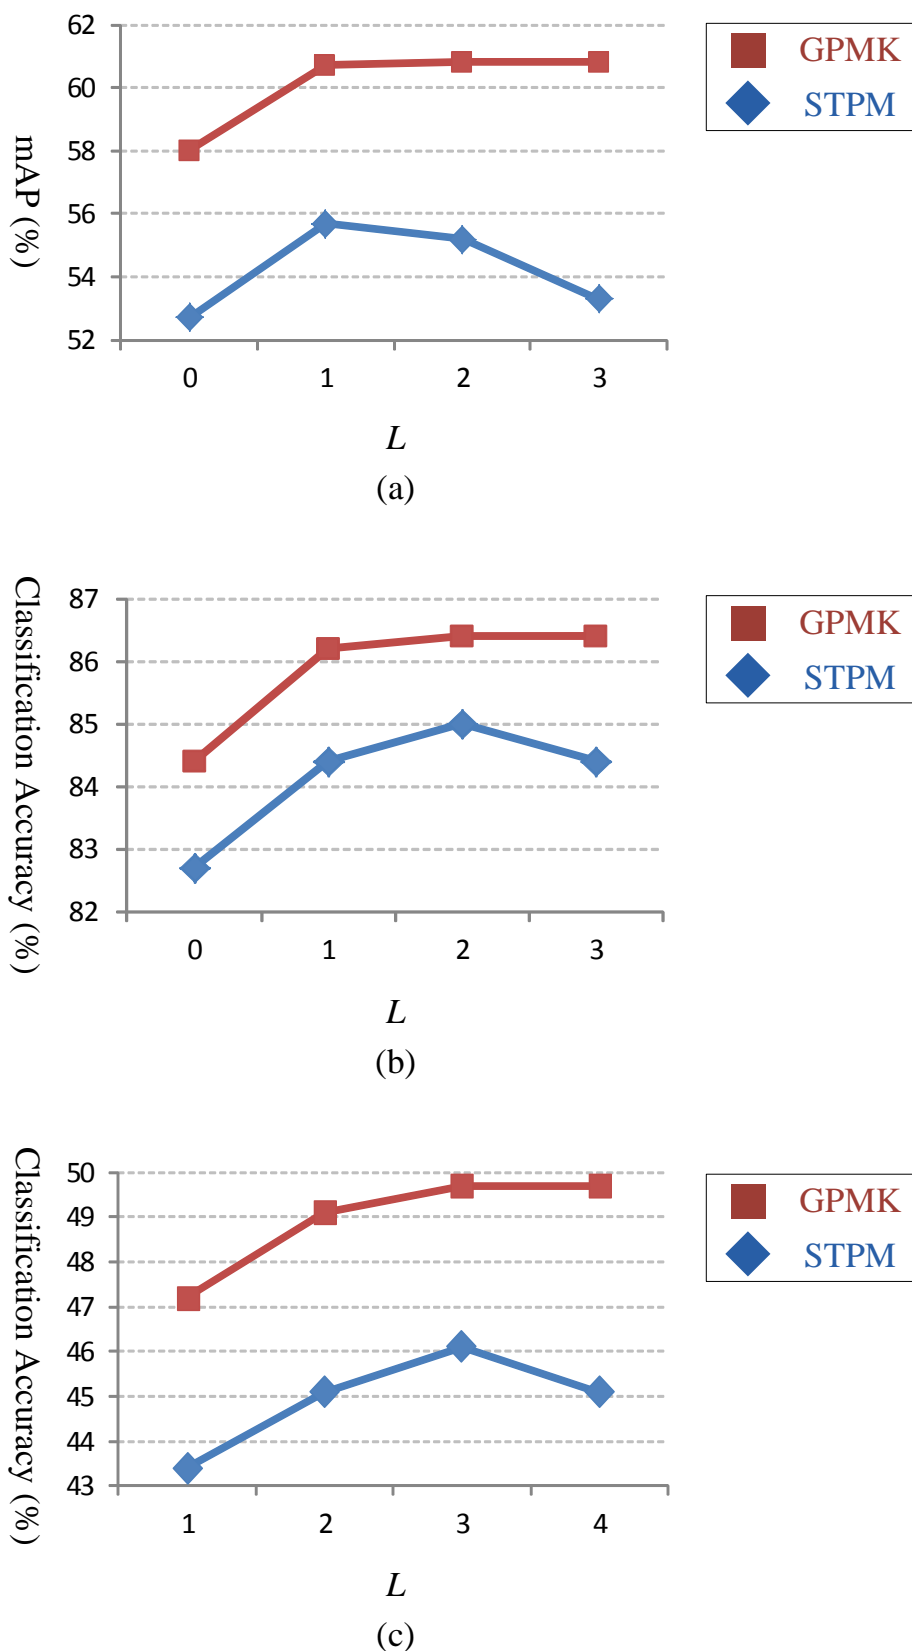 62
60
58
56
54
52
mAP (%)
0 1 2 3
L
(a)
GPMK
STPM
87
86
85
84
83
82
Classification Accuracy (%)
0 1 2 3
L
(b)
GPMK
STPM
50
49
48
47
46
45
44
43
Classification Accuracy (%)
1 2 3 4
L
(c)
GPMK
STPM